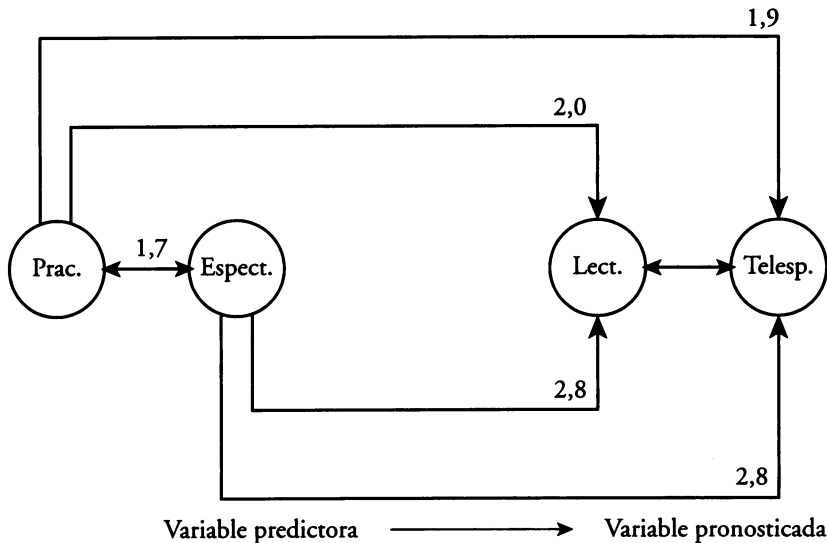 1,9
2,0
1,7
Prac.
Espect.
Lect.
Telesp.
2,8
2,8
Variable predictora
Variable pronosticada